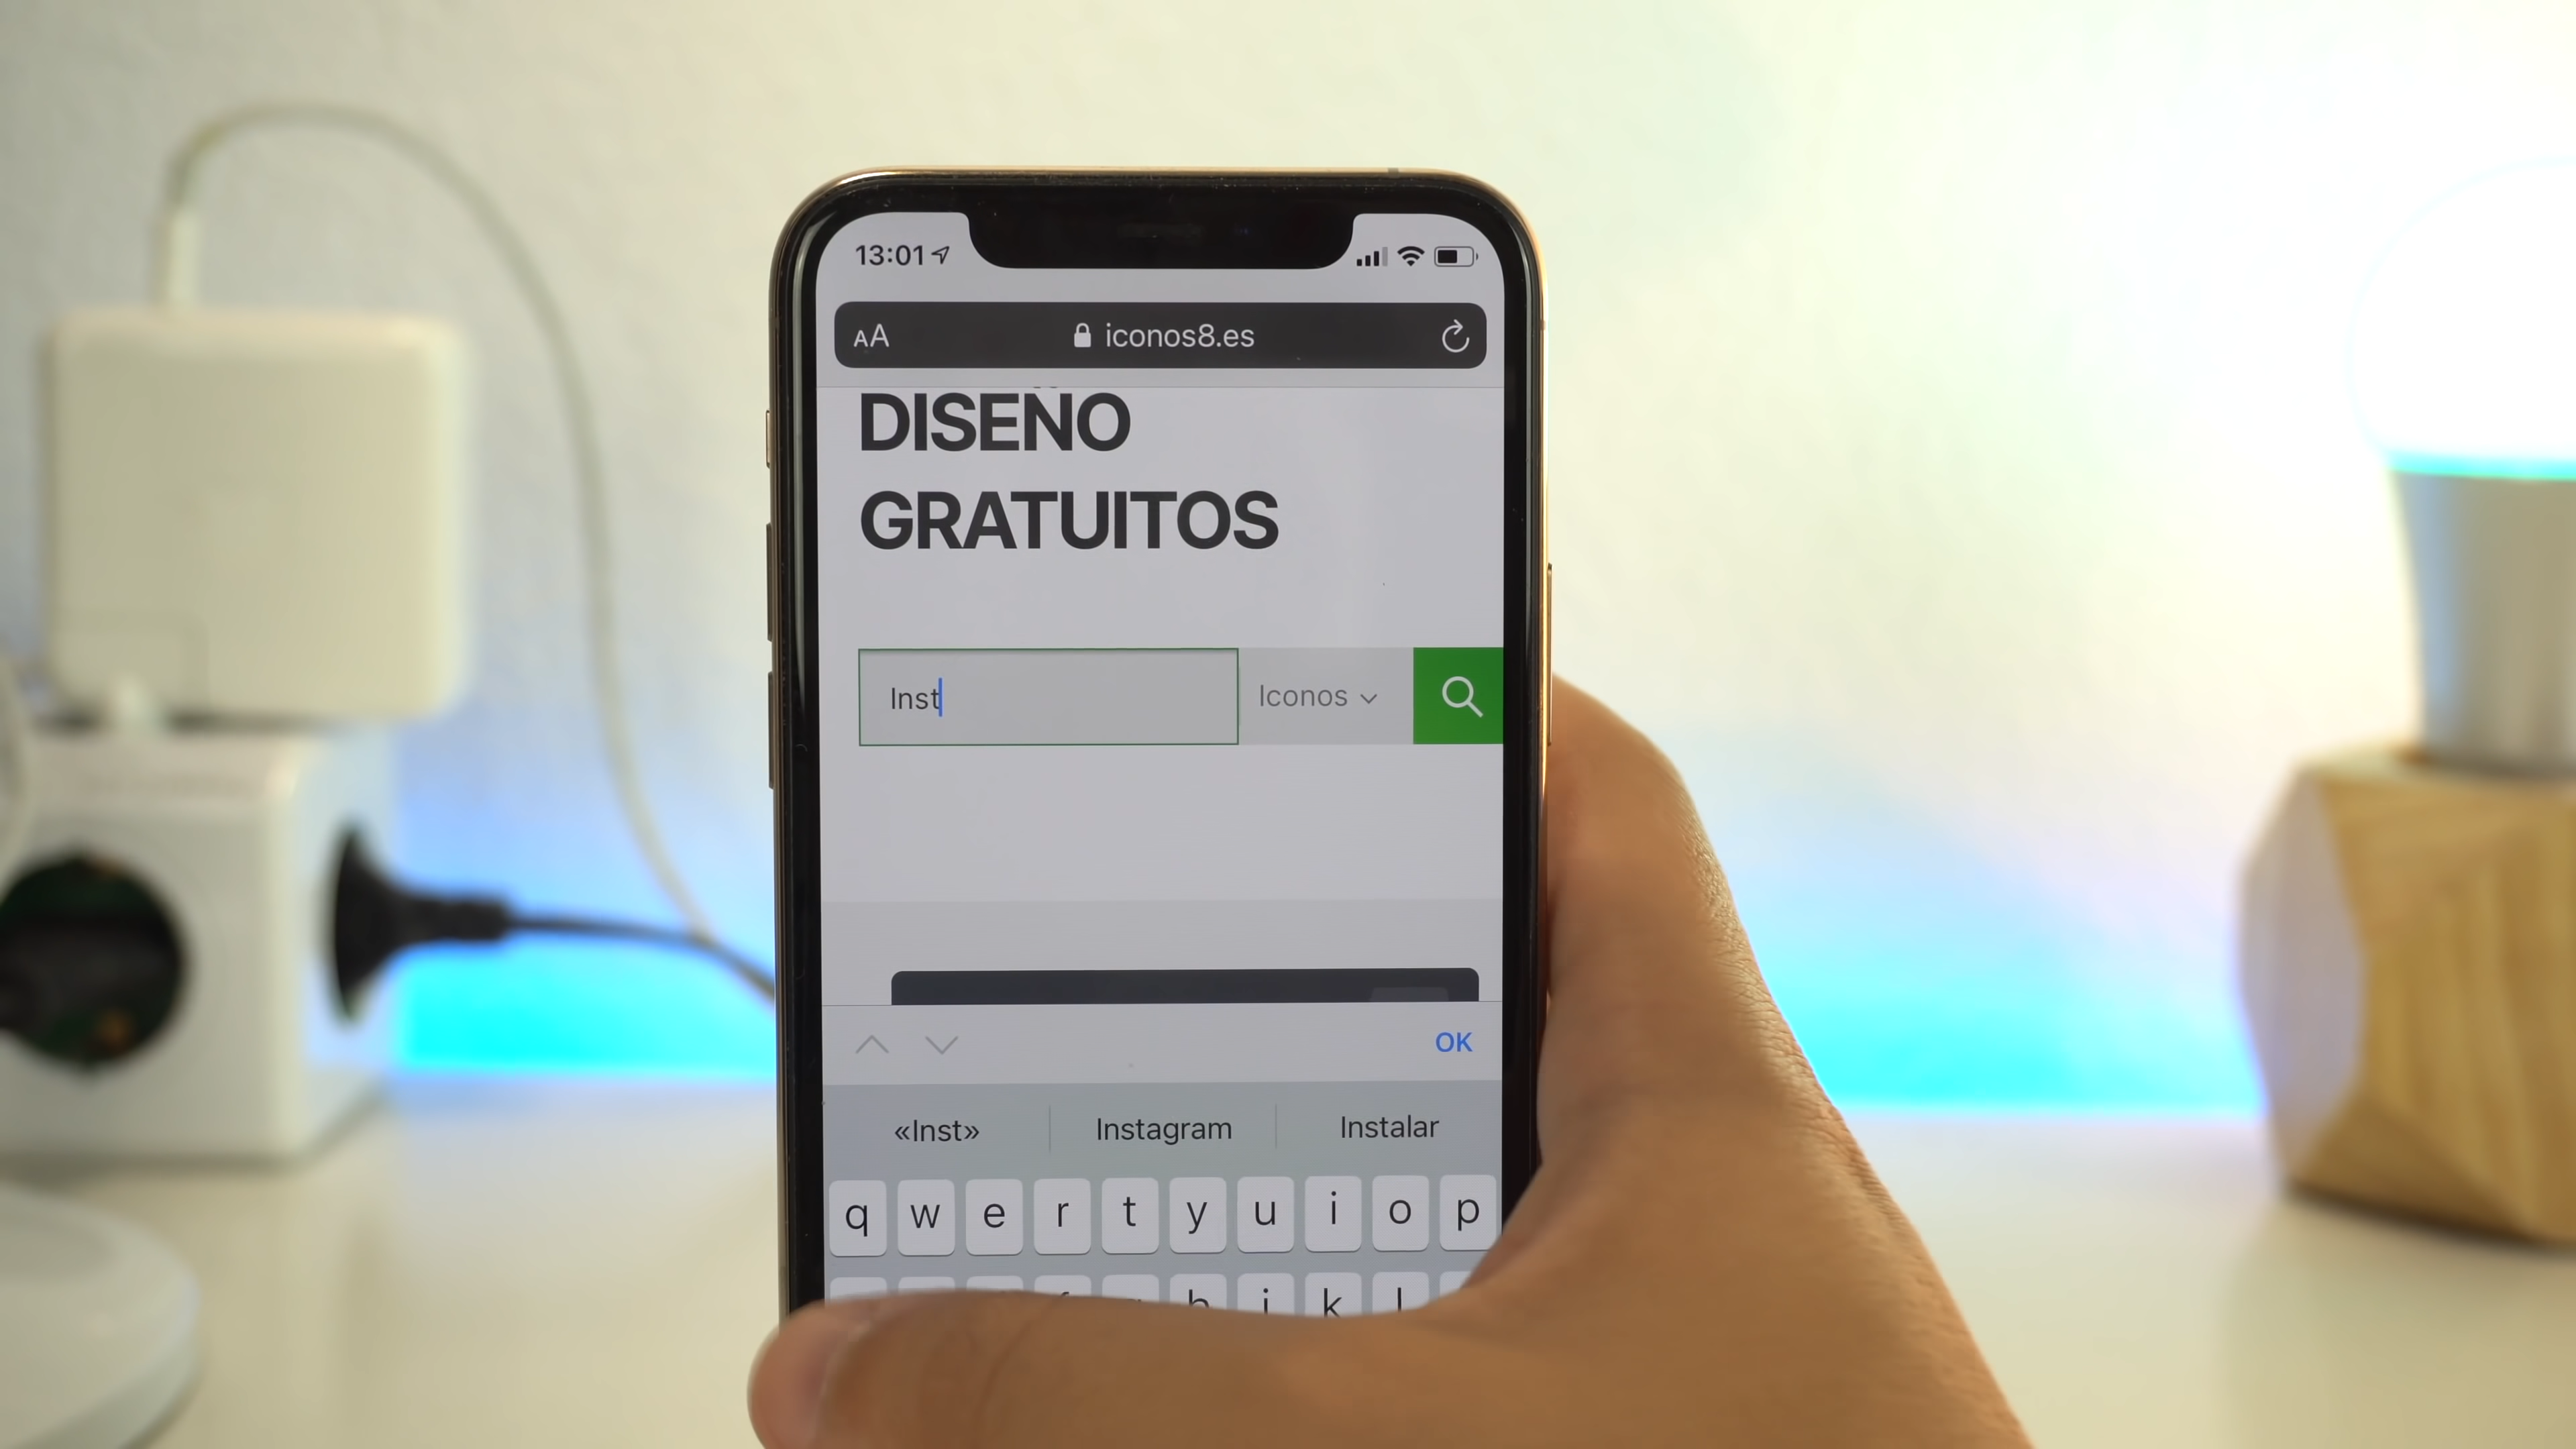 13:01
AA iconos8.es
DISEÑO
GRATUITOS
Inst Iconos
OK
«Inst» Instagram Instalar
q w e r t y u i o p
h j k l